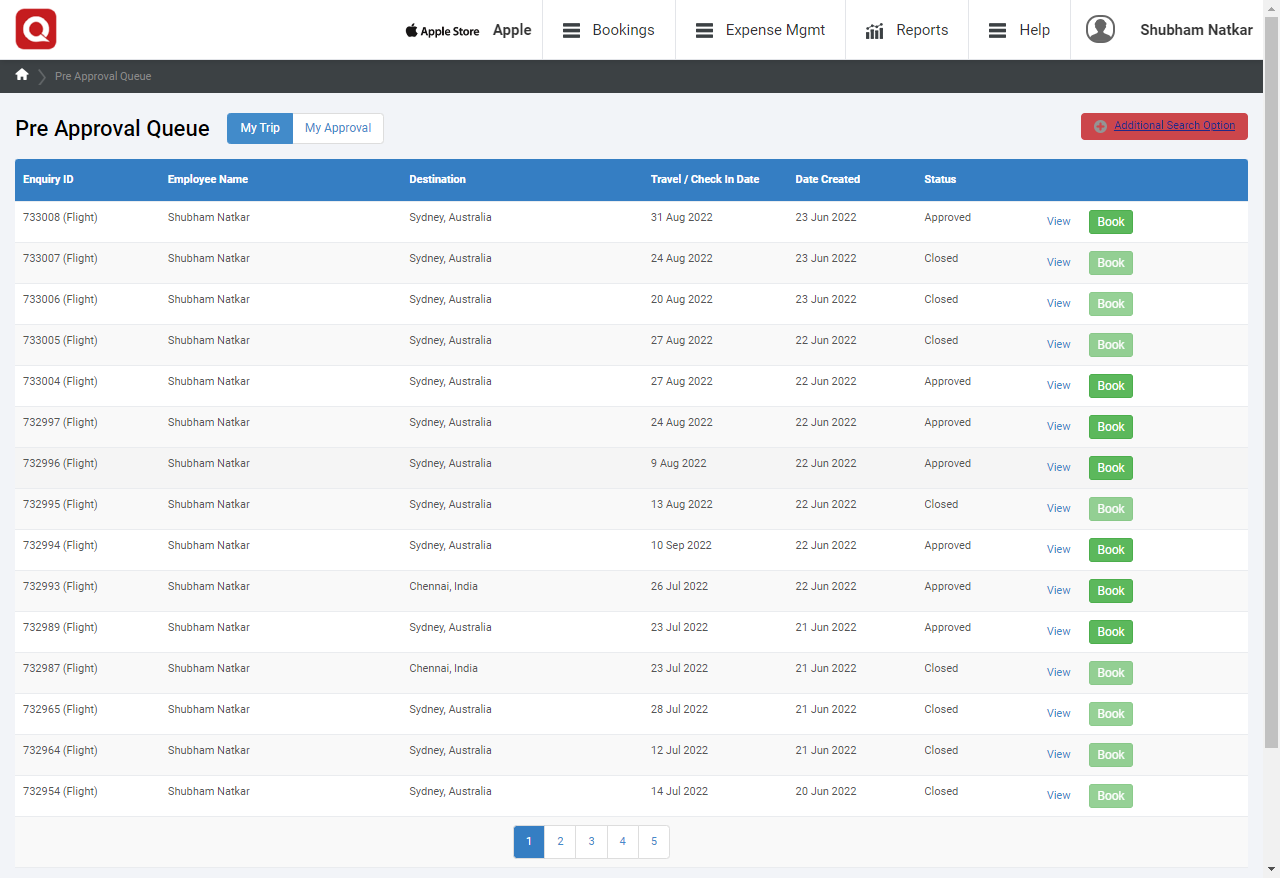 Apple Store Apple Bookings Expense Mgmt Reports Help Shubham Natkar
Pre Approval Queue
Pre Approval Queue My Trip My Approval Additional Search Option
Enquiry ID Employee Name Destination Travel / Check In Date Date Created Status
733008 (Flight) Shubham Natkar Sydney, Australia 31 Aug 2022 23 Jun 2022 Approved View Book
733007 (Flight) Shubham Natkar Sydney, Australia 24 Aug 2022 23 Jun 2022 Closed View Book
733006 (Flight) Shubham Natkar Sydney, Australia 20 Aug 2022 23 Jun 2022 Closed View Book
733005 (Flight) Shubham Natkar Sydney, Australia 27 Aug 2022 22 Jun 2022 Closed View Book
733004 (Flight) Shubham Natkar Sydney, Australia 27 Aug 2022 22 Jun 2022 Approved View Book
732997 (Flight) Shubham Natkar Sydney, Australia 24 Aug 2022 22 Jun 2022 Approved View Book
732996 (Flight) Shubham Natkar Sydney, Australia 9 Aug 2022 22 Jun 2022 Approved View Book
732995 (Flight) Shubham Natkar Sydney, Australia 13 Aug 2022 22 Jun 2022 Closed View Book
732994 (Flight) Shubham Natkar Sydney, Australia 10 Sep 2022 22 Jun 2022 Approved View Book
732993 (Flight) Shubham Natkar Chennai, India 26 Jul 2022 22 Jun 2022 Approved View Book
732989 (Flight) Shubham Natkar Sydney, Australia 23 Jul 2022 21 Jun 2022 Approved View Book
732987 (Flight) Shubham Natkar Chennai, India 23 Jul 2022 21 Jun 2022 Closed View Book
732965 (Flight) Shubham Natkar Sydney, Australia 28 Jul 2022 21 Jun 2022 Closed View Book
732964 (Flight) Shubham Natkar Sydney, Australia 12 Jul 2022 21 Jun 2022 Closed View Book
732954 (Flight) Shubham Natkar Sydney, Australia 14 Jul 2022 20 Jun 2022 Closed View Book
1 2 3 4 5